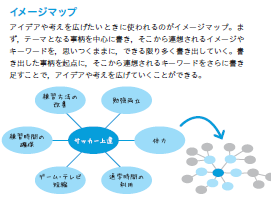 イメージマップ
アイデアや考えを広げたいときに使われるのがイメージマップ。ま
ず，テーマとなる事柄を中心に書き，そこから連想されるイメージや
キーワードを，思いつくままに，できる限り多く書き出していく。書
き出した事柄を起点に，そこから連想されるキーワードをさらに書き
足すことで，アイデアや考えを広げていくことができる。
練習方法の
改善
勉強両立
練習時間の
確保
サッカー上達
体力
ゲーム・テレビ
短縮
通学時間の
利用